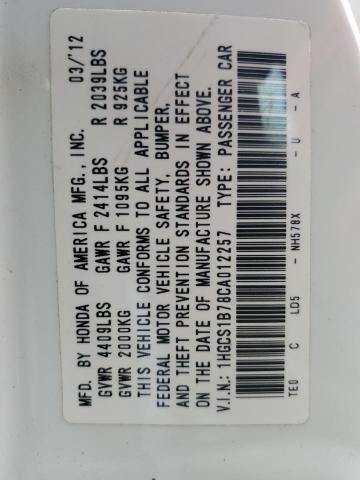 MFD. BY HONDA OF AMERICA MFG., INC. 03/'12
GVWR 4409LBS GAWR F 2414LBS R 2039LBS
GVWR 2000KG GAWR F 1095KG R 925KG
THIS VEHICLE CONFORMS TO ALL APPLICABLE
FEDERAL MOTOR VEHICLE SAFETY, BUMPER,
AND THEFT PREVENTION STANDARDS IN EFFECT
ON THE DATE OF MANUFACTURE SHOWN ABOVE.
V.I.N.: 1HGCS1B78CA012257 TYPE: PASSENGER CAR
TE0 C LD5 - NH578X - U - A